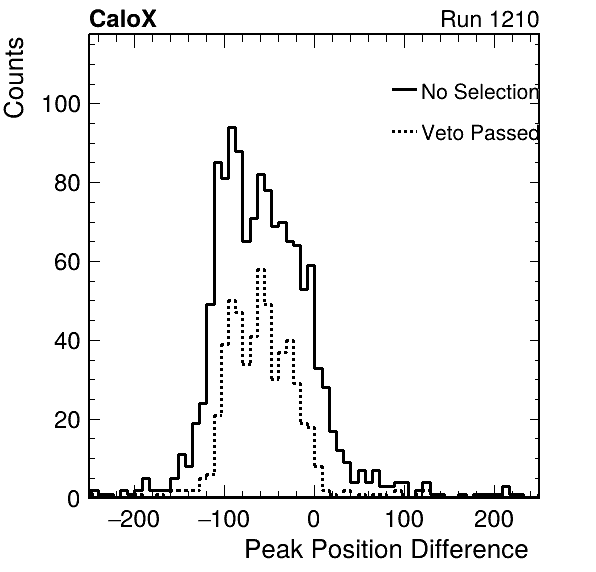 CaloX
Run 1210
Counts
No Selection
Veto Passed
100
80
60
40
20
0
−200 −100 0 100 200
Peak Position Difference